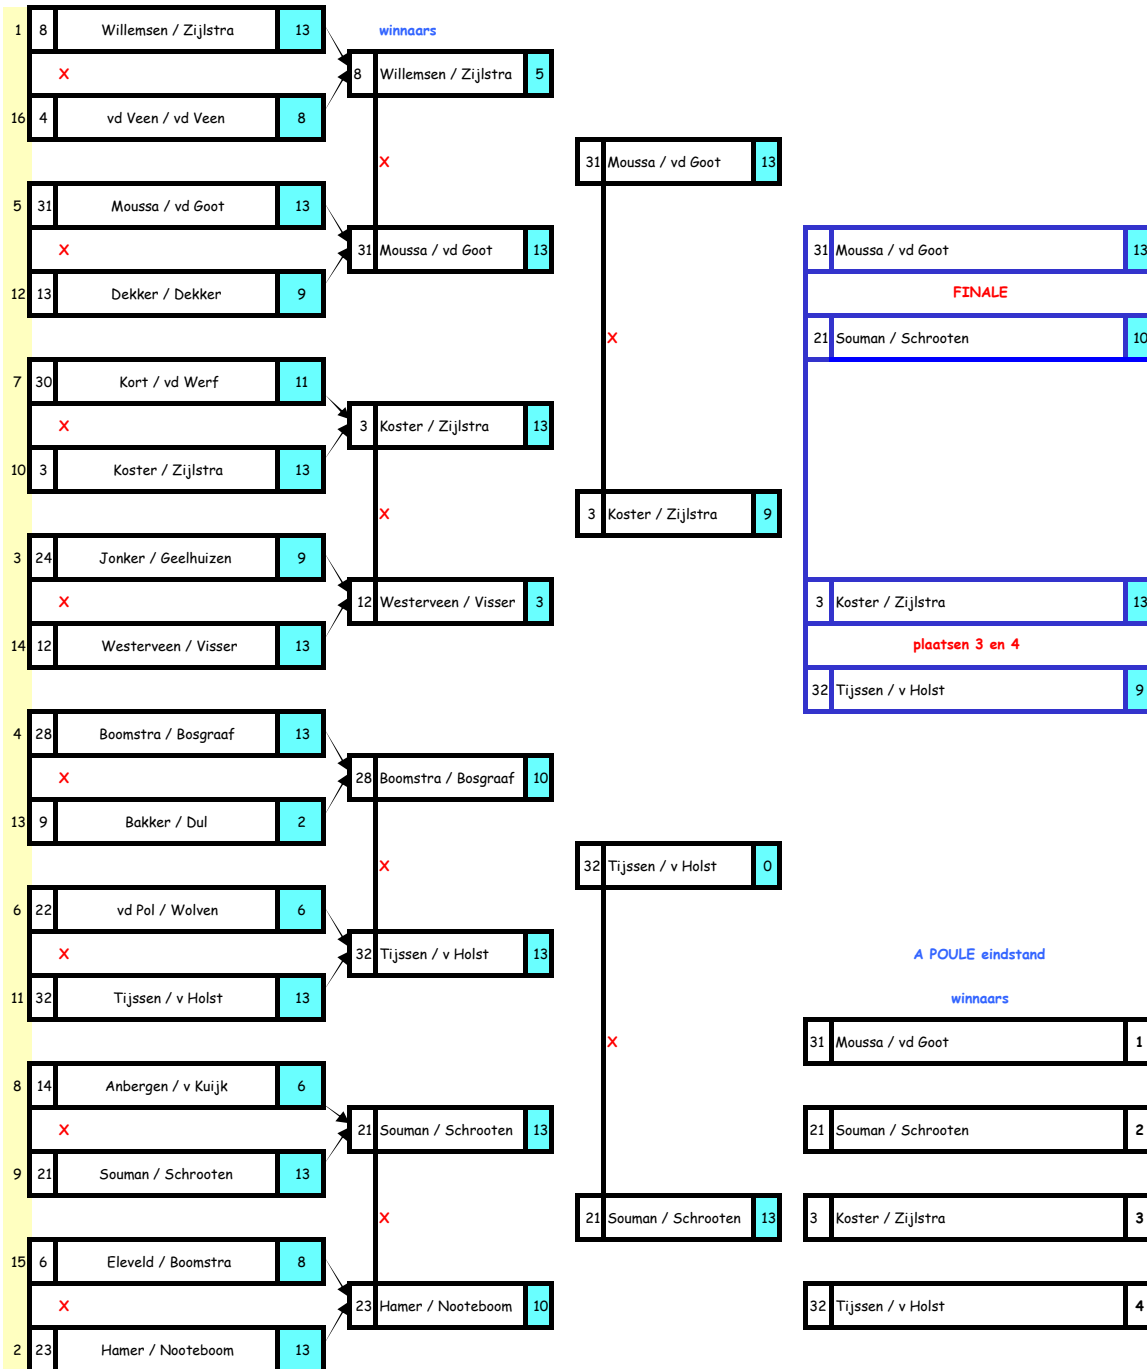 1 8 Willemsen / Zijlstra 13 winnaars
X 8 Willemsen / Zijlstra 5
16 4 vd Veen / vd Veen 8
X 31 Moussa / vd Goot 13
5 31 Moussa / vd Goot 13
X 31 Moussa / vd Goot 13 31 Moussa / vd Goot 13
12 13 Dekker / Dekker 9 FINALE
X 21 Souman / Schrooten 10
7 30 Kort / vd Werf 11
X 3 Koster / Zijlstra 13
10 3 Koster / Zijlstra 13
X 3 Koster / Zijlstra 9
3 24 Jonker / Geelhuizen 9
X 12 Westerveen / Visser 3 3 Koster / Zijlstra 13
14 12 Westerveen / Visser 13 plaatsen 3 en 4
32 Tijssen / v Holst 9
4 28 Boomstra / Bosgraaf 13
X 28 Boomstra / Bosgraaf 10
13 9 Bakker / Dul 2
X 32 Tijssen / v Holst 0
6 22 vd Pol / Wolven 6
X 32 Tijssen / v Holst 13 A POULE eindstand
11 32 Tijssen / v Holst 13 winnaars
X 31 Moussa / vd Goot 1
8 14 Anbergen / v Kuijk 6
X 21 Souman / Schrooten 13 21 Souman / Schrooten 2
9 21 Souman / Schrooten 13
X 21 Souman / Schrooten 13 3 Koster / Zijlstra 3
15 6 Eleveld / Boomstra 8
X 23 Hamer / Nooteboom 10 32 Tijssen / v Holst 4
2 23 Hamer / Nooteboom 13